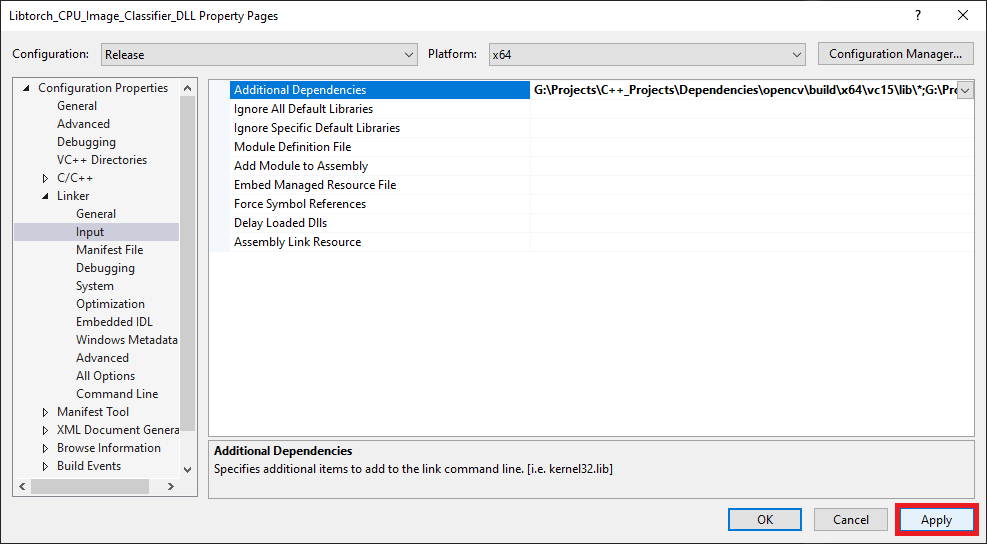 Libtorch_CPU_Image_Classifier_DLL Property Pages
Configuration: Release Platform: x64 Configuration Manager...
Configuration Properties
General
Advanced
Debugging
VC++ Directories
C/C++
Linker
General
Input
Manifest File
Debugging
System
Optimization
Embedded IDL
Windows Metadata
Advanced
All Options
Command Line
Manifest Tool
XML Document Genera
Browse Information
Build Events
Additional Dependencies G:\Projects\C++_Projects\Dependencies\opencv\build\x64\vc15\lib\*;G:\Pro
Ignore All Default Libraries
Ignore Specific Default Libraries
Module Definition File
Add Module to Assembly
Embed Managed Resource File
Force Symbol References
Delay Loaded Dlls
Assembly Link Resource
Additional Dependencies
Specifies additional items to add to the link command line. [i.e. kernel32.lib]
OK Cancel Apply